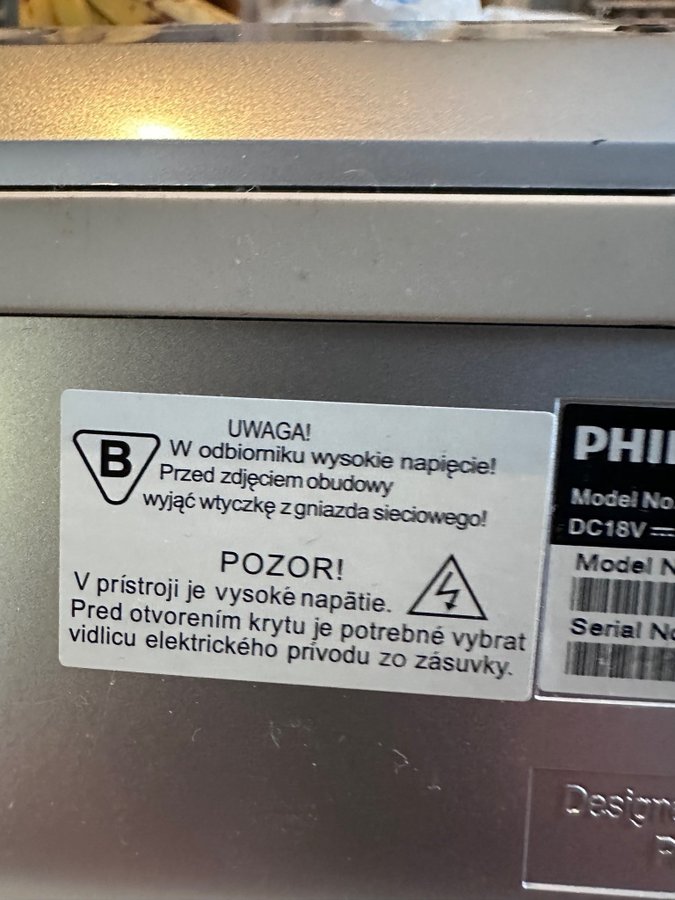 UWAGA!
B
W odbiorniku wysokie napięcie!
Przed zdjęciem obudowy
wyjąć wtyczkę z gniazda sieciowego!
POZOR!
V prístroji je vysoké napätie.
Pred otvorením krytu je potrebné vybrat
vidlicu elektrického prívodu zo zásuvky.
PHI
Model No.
DC18V
Model N
Serial No
Design